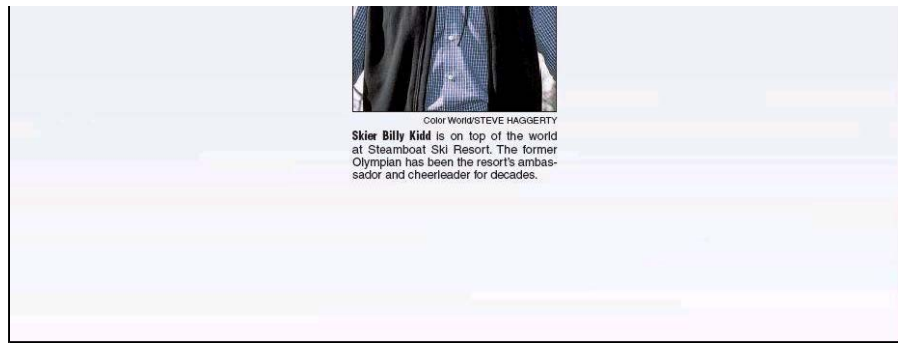 Color World/STEVE HAGGERTY
Skier Billy Kidd is on top of the world
at Steamboat Ski Resort. The former
Olympian has been the resort's ambas-
sador and cheerleader for decades.